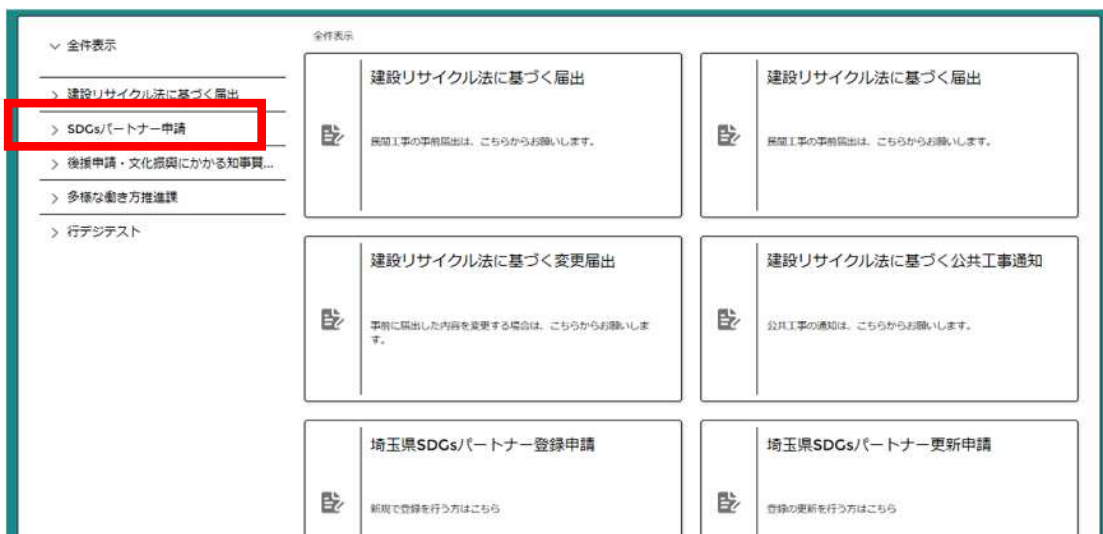 全件表示
建設リサイクル法に基づく届出
SDGsパートナー申請
後援申請・文化振興にかかる知事賞...
多様な働き方推進課
行デジテスト
全件表示
建設リサイクル法に基づく届出
民間工事の事前届出は、こちらからお願いします。
建設リサイクル法に基づく届出
民間工事の事前届出は、こちらからお願いします。
建設リサイクル法に基づく変更届出
事前に届出した内容を変更する場合は、こちらからお願いしま
す。
建設リサイクル法に基づく公共工事通知
公共工事の通知は、こちらからお願いします。
埼玉県SDGsパートナー登録申請
新規で登録を行う方はこちら
埼玉県SDGsパートナー更新申請
登録の更新を行う方はこちら